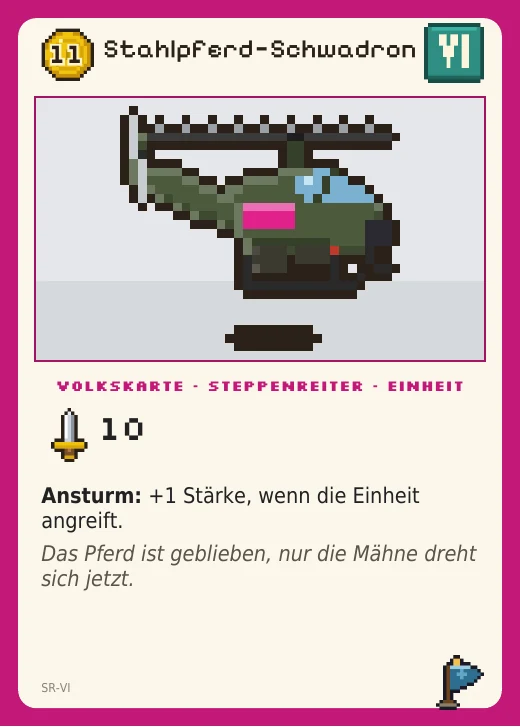 11 Stahlpferd-Schwadron VI
VOLKSKARTE - STEPPENREITER - EINHEIT
10
Ansturm: +1 Stärke, wenn die Einheit
angreift.
Das Pferd ist geblieben, nur die Mähne dreht
sich jetzt.
SR-VI